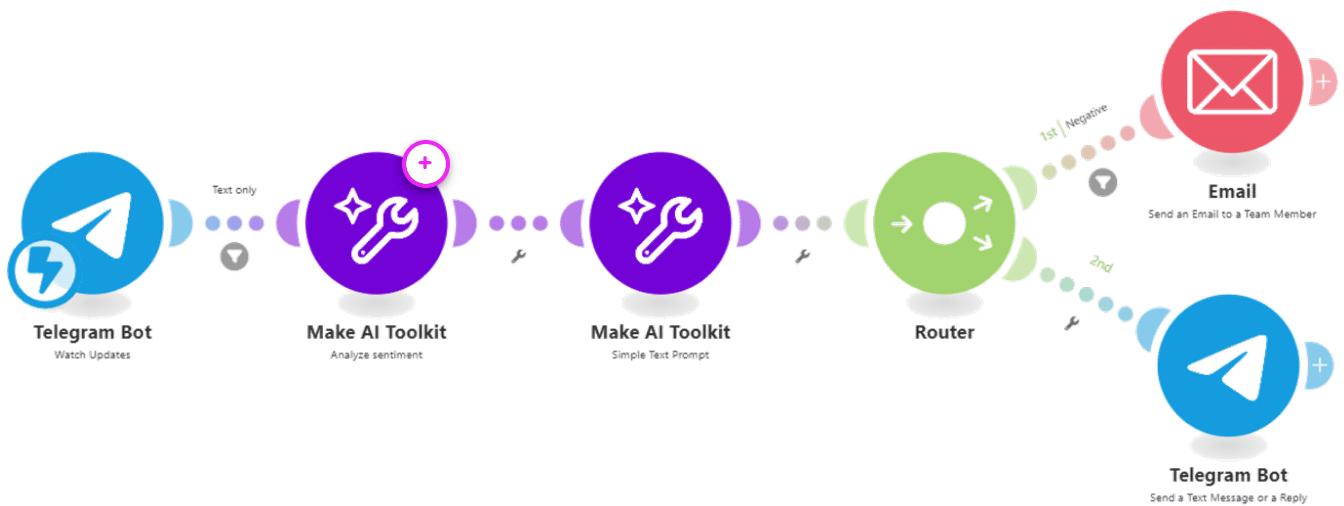 Text only
Telegram Bot
Watch Updates
Make AI Toolkit
Analyze sentiment
Make AI Toolkit
Simple Text Prompt
Router
1st | Negative
Email
Send an Email to a Team Member
2nd
Telegram Bot
Send a Text Message or a Reply